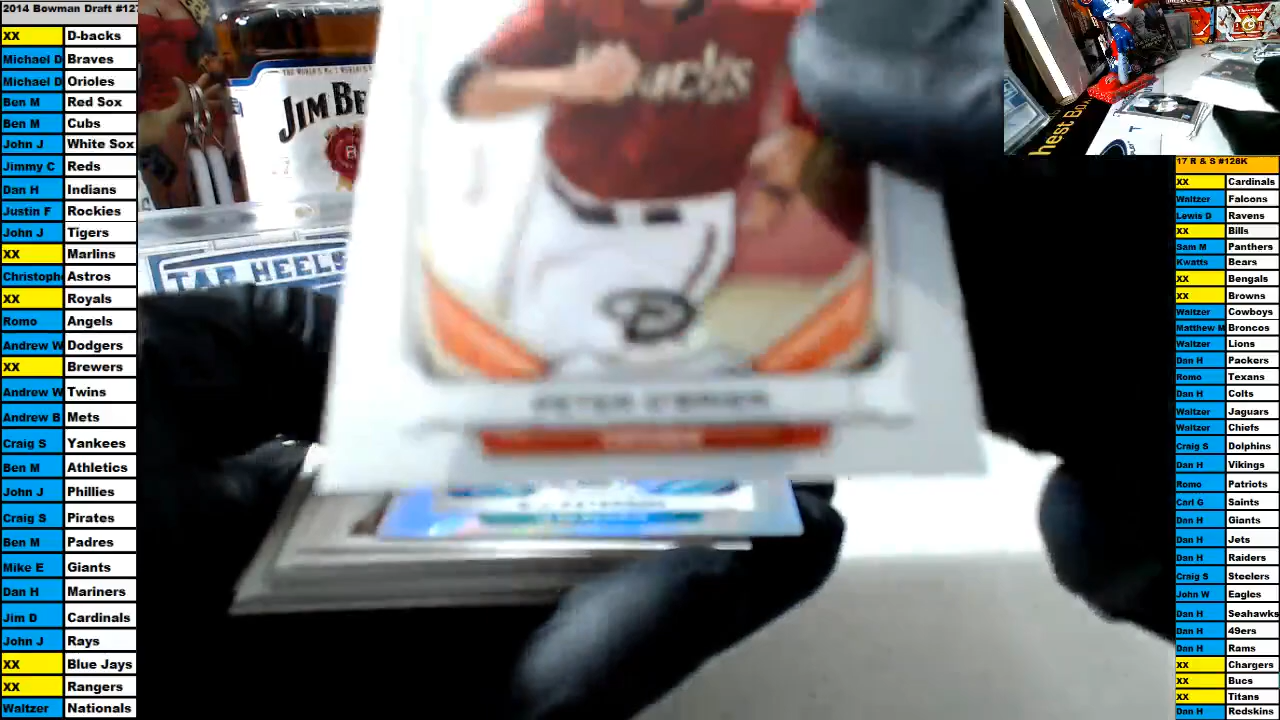 2014 Bowman Draft #127
XX D-backs
Michael D Braves
Michael D Orioles
Ben M Red Sox
Ben M Cubs
John J White Sox
Jimmy C Reds
Dan H Indians
Justin F Rockies
John J Tigers
XX Marlins
Christoph Astros
XX Royals
Romo Angels
Andrew W Dodgers
XX Brewers
Andrew W Twins
Andrew B Mets
Craig S Yankees
Ben M Athletics
John J Phillies
Craig S Pirates
Ben M Padres
Mike E Giants
Dan H Mariners
Jim D Cardinals
John J Rays
XX Blue Jays
XX Rangers
Waltzer Nationals
JIM BE
TAR HEELS
hest Bo
17 R & S #128K
XX Cardinals
Waltzer Falcons
Lewis D Ravens
XX Bills
Sam M Panthers
Kwatts Bears
XX Bengals
XX Browns
Waltzer Cowboys
Matthew M Broncos
Waltzer Lions
Dan H Packers
Romo Texans
Dan H Colts
Waltzer Jaguars
Waltzer Chiefs
Craig S Dolphins
Dan H Vikings
Romo Patriots
Carl G Saints
Dan H Giants
Dan H Jets
Dan H Raiders
Craig S Steelers
John W Eagles
Dan H Seahawks
Dan H 49ers
Dan H Rams
XX Chargers
XX Bucs
XX Titans
Dan H Redskins